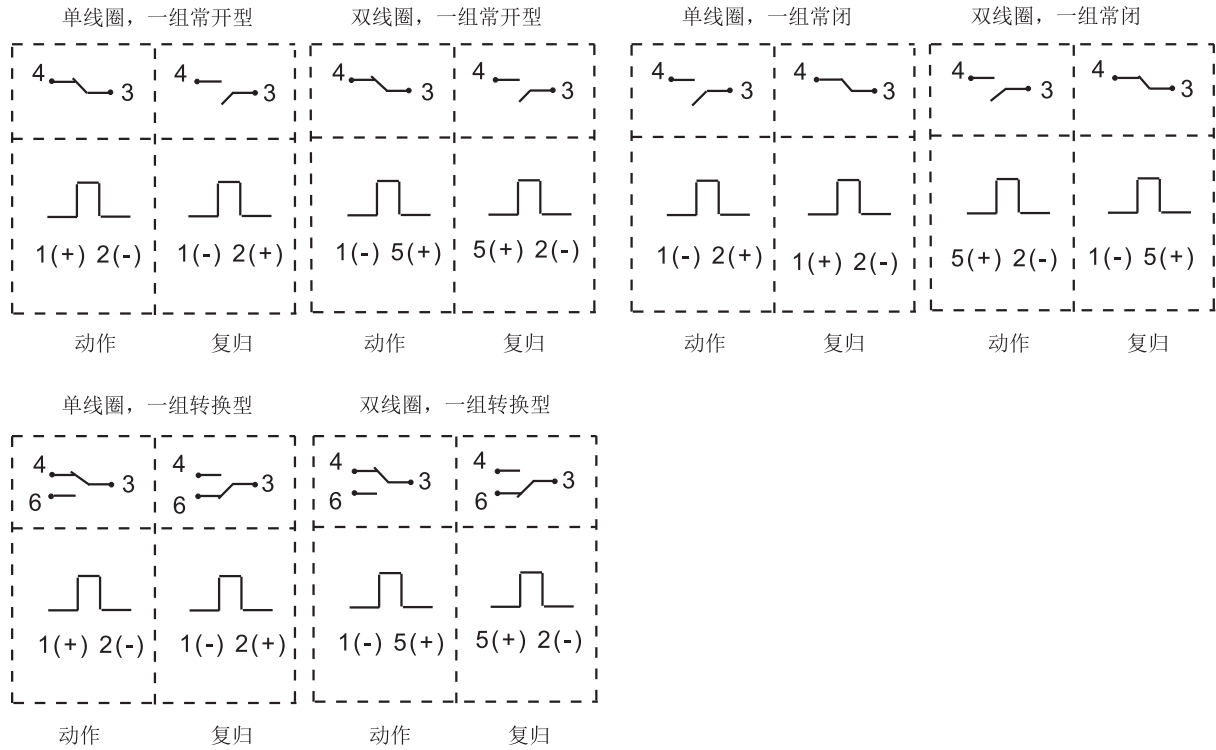 单线圈，一组常开型
双线圈，一组常开型
单线圈，一组常闭
双线圈，一组常闭
4 3
4 3
4 3
4 3
4 3
4 3
4 3
4 3
1(+) 2(-)
1(-) 2(+)
1(-) 5(+)
5(+) 2(-)
1(-) 2(+)
1(+) 2(-)
5(+) 2(-)
1(-) 5(+)
动作
复归
动作
复归
动作
复归
动作
复归
单线圈，一组转换型
双线圈，一组转换型
4 3
6
4 3
6
4 3
6
4 3
6
1(+) 2(-)
1(-) 2(+)
1(-) 5(+)
5(+) 2(-)
动作
复归
动作
复归